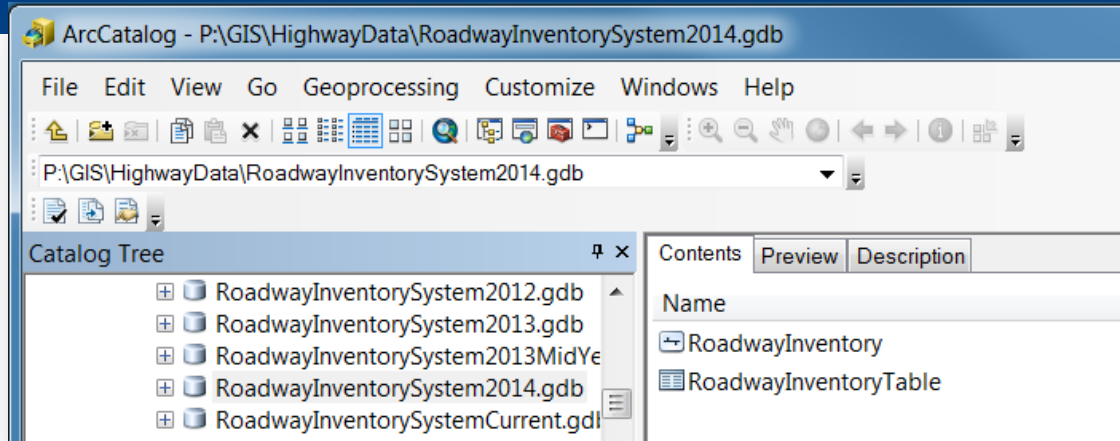 ArcCatalog - P:\GIS\HighwayData\RoadwayInventorySystem2014.gdb
File Edit View Go Geoprocessing Customize Windows Help
P:\GIS\HighwayData\RoadwayInventorySystem2014.gdb
Catalog Tree
RoadwayInventorySystem2012.gdb
RoadwayInventorySystem2013.gdb
RoadwayInventorySystem2013MidYe
RoadwayInventorySystem2014.gdb
RoadwayInventorySystemCurrent.gdb
Contents Preview Description
Name
RoadwayInventory
RoadwayInventoryTable